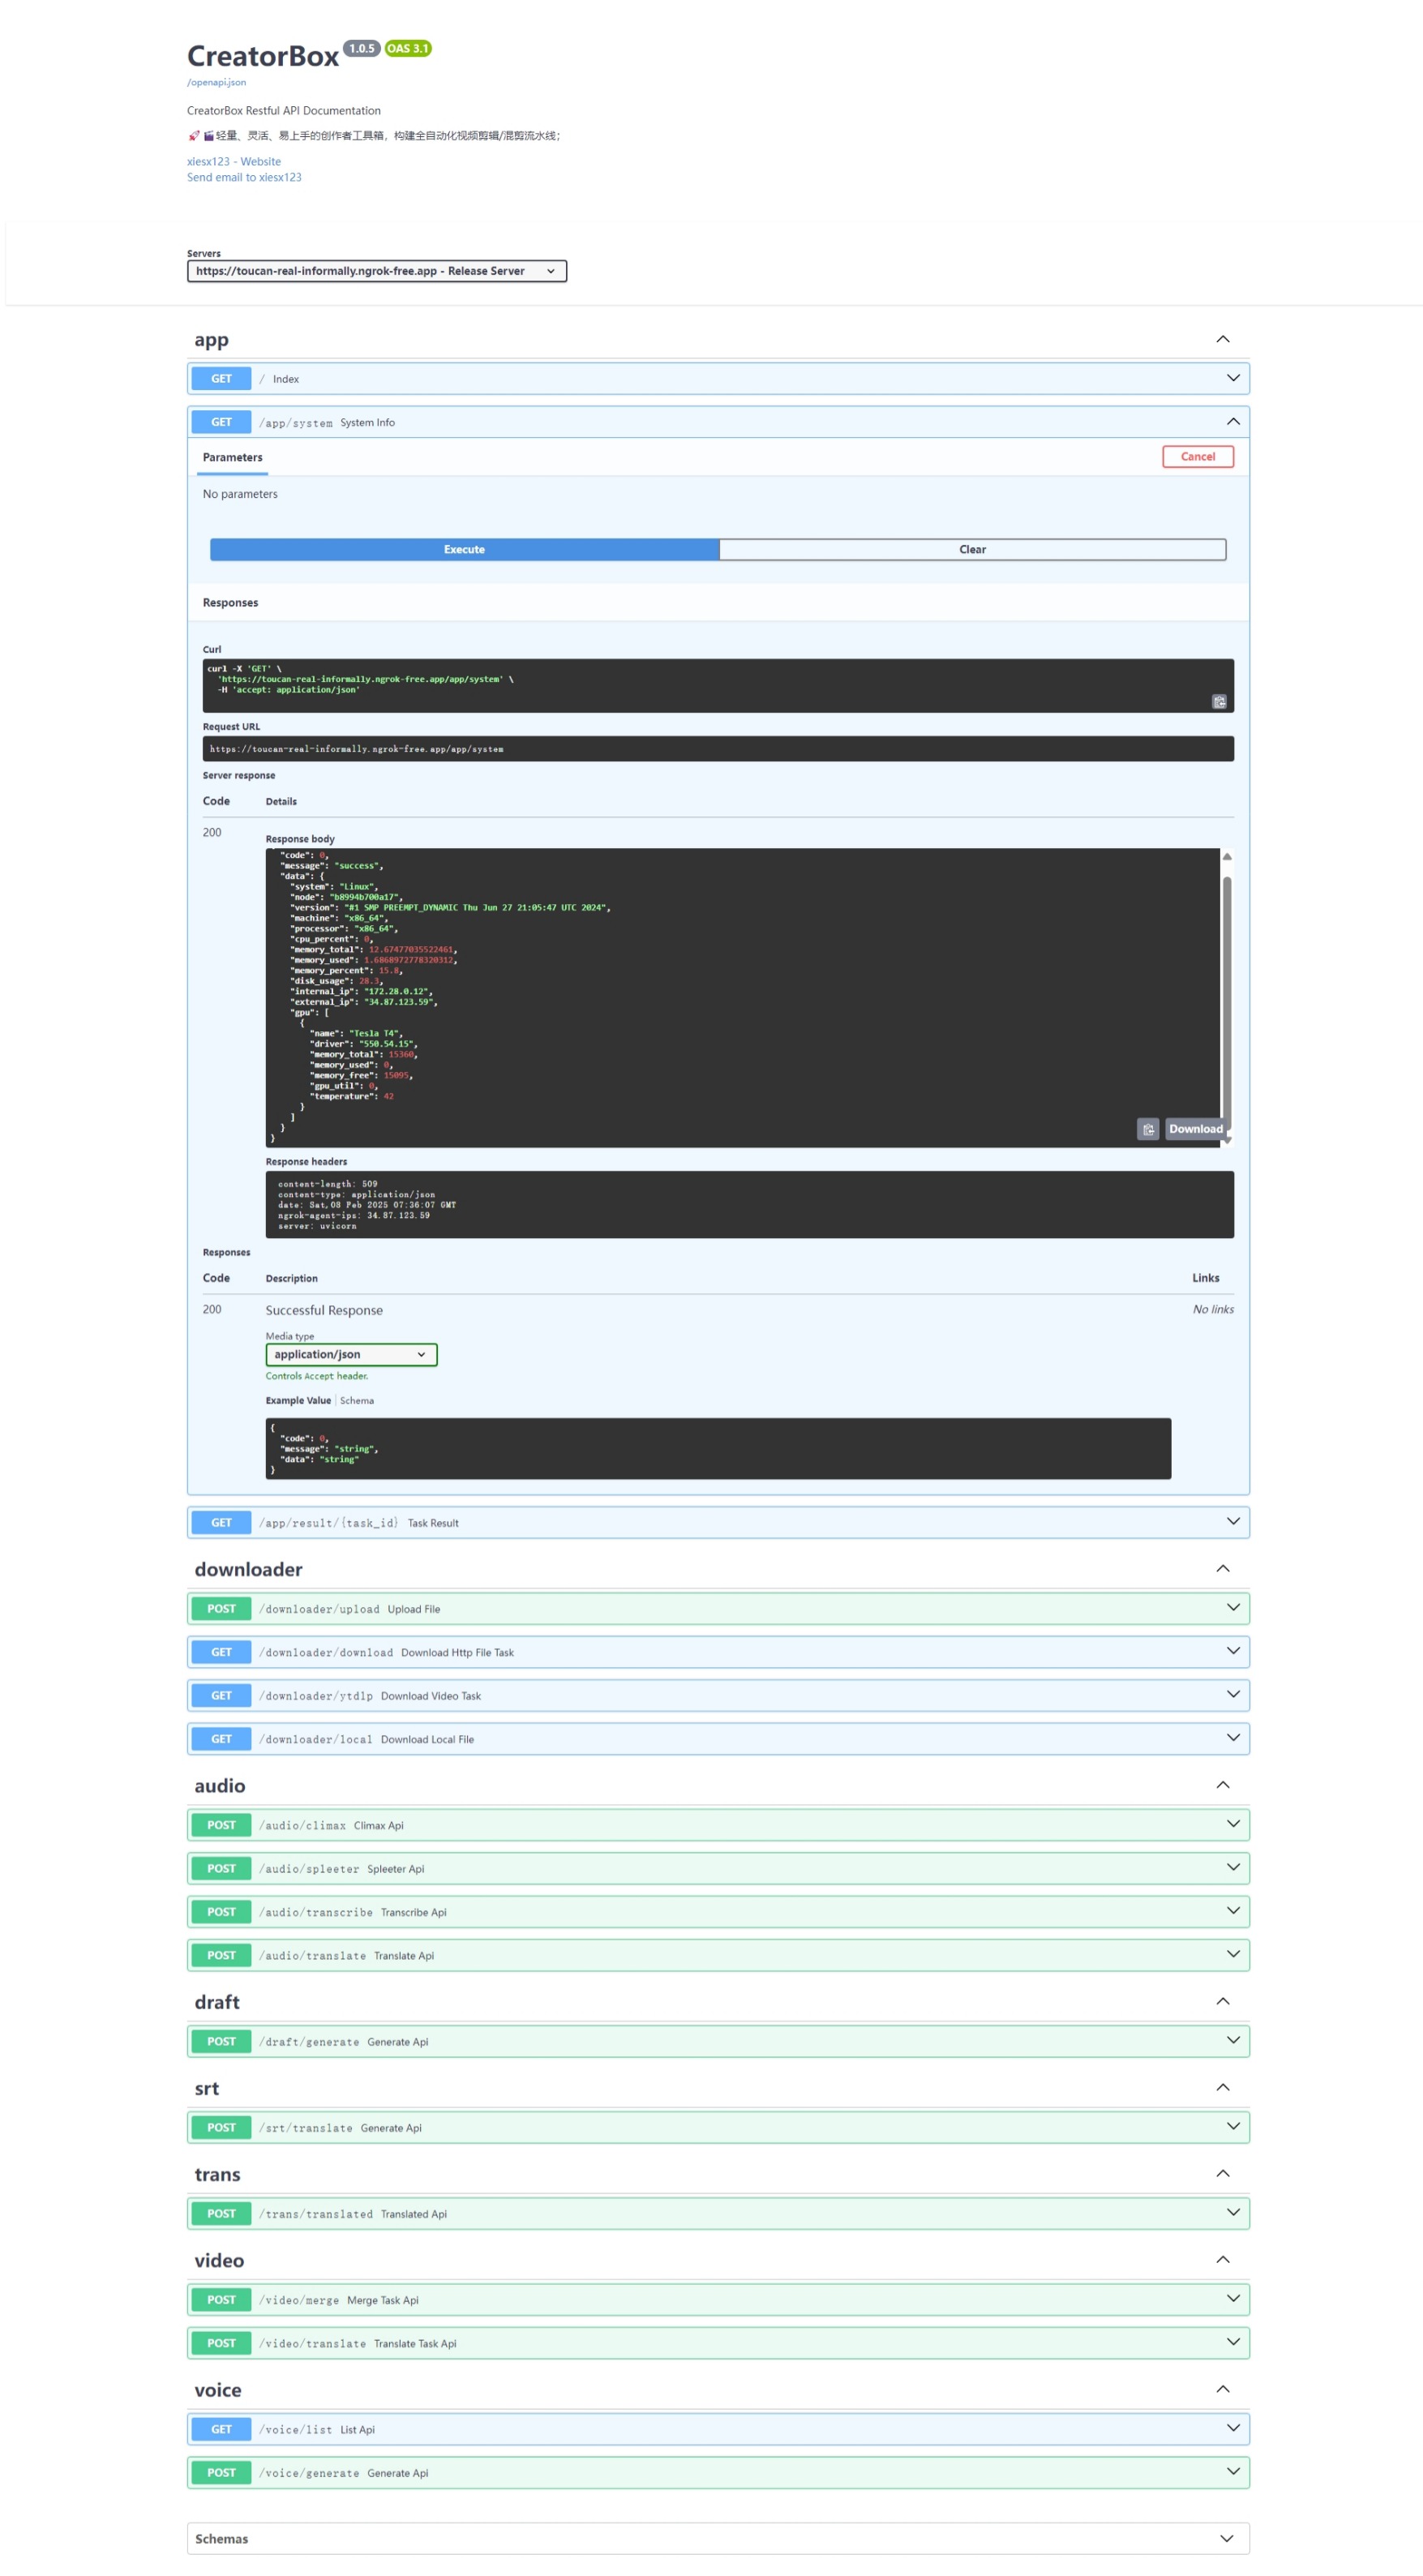 CreatorBox 1.0.5 OAS 3.1
/openapi.json
CreatorBox Restful API Documentation
🚀 🎬轻量、灵活、易上手的创作者工具箱，构建全自动化视频剪辑/混剪流水线；
xiesx123 - Website
Send email to xiesx123
Servers
https://toucan-real-informally.ngrok-free.app - Release Server
app
GET / Index
GET /app/system System Info
Parameters Cancel
No parameters
Execute Clear
Responses
Curl
curl -X 'GET' \
'https://toucan-real-informally.ngrok-free.app/app/system' \
-H 'accept: application/json'
Request URL
https://toucan-real-informally.ngrok-free.app/app/system
Server response
Code Details
200
Response body
"code": 0,
"message": "success",
"data": {
"system": "Linux",
"node": "b8994b700a17",
"version": "#1 SMP PREEMPT_DYNAMIC Thu Jun 27 21:05:47 UTC 2024",
"machine": "x86_64",
"processor": "x86_64",
"cpu_percent": 0,
"memory_total": 12.67477035522461,
"memory_used": 1.6868972778320312,
"memory_percent": 15.8,
"disk_usage": 28.3,
"internal_ip": "172.28.0.12",
"external_ip": "34.87.123.59",
"gpu": [
{
"name": "Tesla T4",
"driver": "550.54.15",
"memory_total": 15360,
"memory_used": 0,
"memory_free": 15095,
"gpu_util": 0,
"temperature": 42
}
]
}
}
Download
Response headers
content-length: 509
content-type: application/json
date: Sat,08 Feb 2025 07:36:07 GMT
ngrok-agent-ips: 34.87.123.59
server: uvicorn
Responses
Code Description Links
200 Successful Response No links
Media type
application/json
Controls Accept header.
Example Value Schema
{
"code": 0,
"message": "string",
"data": "string"
}
GET /app/result/{task_id} Task Result
downloader
POST /downloader/upload Upload File
GET /downloader/download Download Http File Task
GET /downloader/ytdlp Download Video Task
GET /downloader/local Download Local File
audio
POST /audio/climax Climax Api
POST /audio/spleeter Spleeter Api
POST /audio/transcribe Transcribe Api
POST /audio/translate Translate Api
draft
POST /draft/generate Generate Api
srt
POST /srt/translate Generate Api
trans
POST /trans/translated Translated Api
video
POST /video/merge Merge Task Api
POST /video/translate Translate Task Api
voice
GET /voice/list List Api
POST /voice/generate Generate Api
Schemas